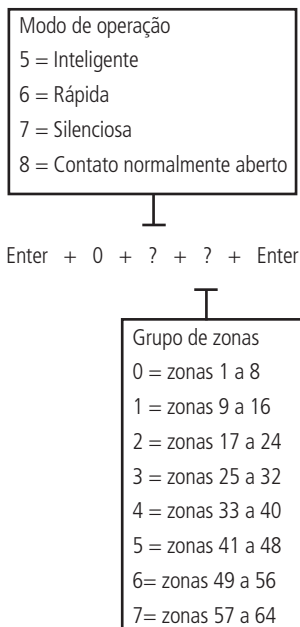 Modo de operação
5 = Inteligente
6 = Rápida
7 = Silenciosa
8 = Contato normalmente aberto
Enter + 0 + ? + ? + Enter
Grupo de zonas
0 = zonas 1 a 8
1 = zonas 9 a 16
2 = zonas 17 a 24
3 = zonas 25 a 32
4 = zonas 33 a 40
5 = zonas 41 a 48
6= zonas 49 a 56
7= zonas 57 a 64